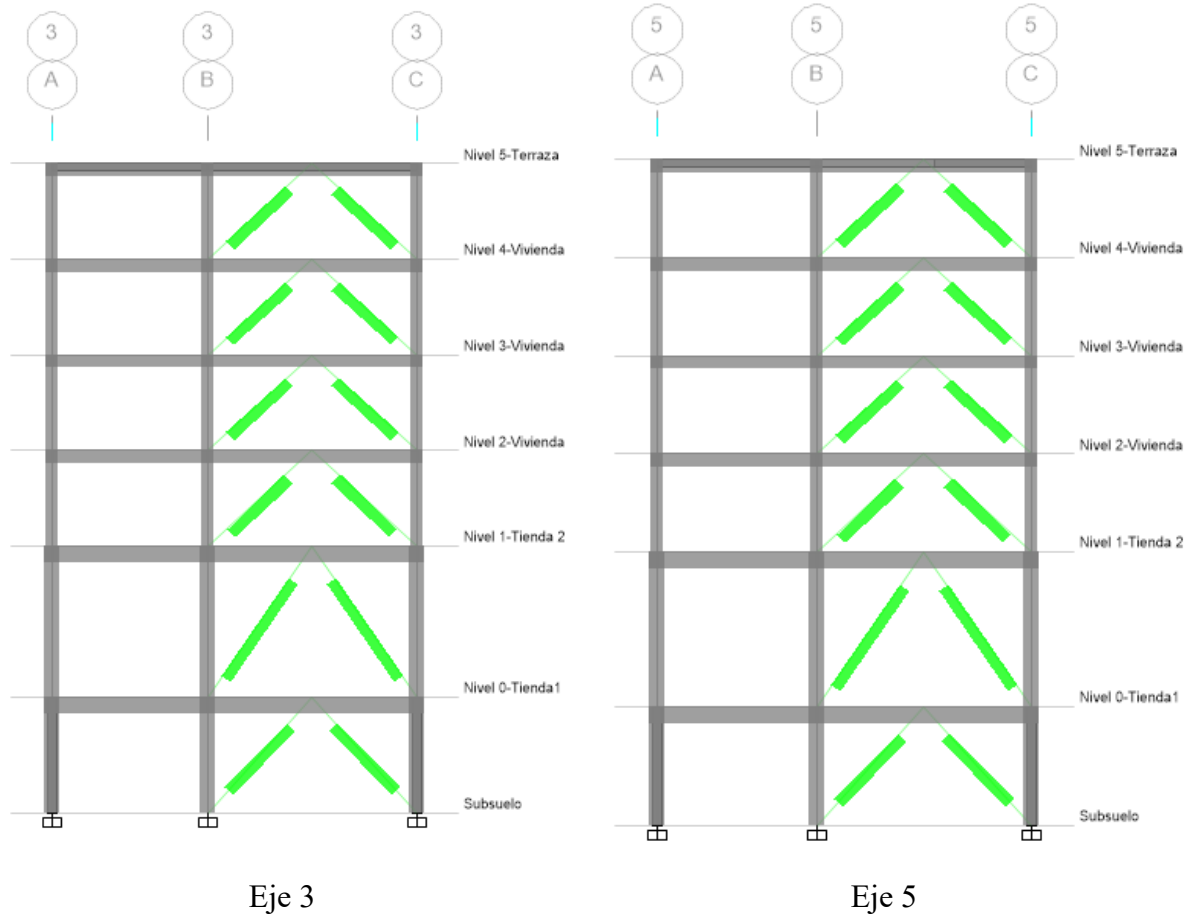 3 3 3
A B C
Nivel 5-Terraza
Nivel 4-Vivienda
Nivel 3-Vivienda
Nivel 2-Vivienda
Nivel 1-Tienda 2
Nivel 0-Tienda1
Subsuelo
Eje 3
5 5 5
A B C
Nivel 5-Terraza
Nivel 4-Vivienda
Nivel 3-Vivienda
Nivel 2-Vivienda
Nivel 1-Tienda 2
Nivel 0-Tienda1
Subsuelo
Eje 5